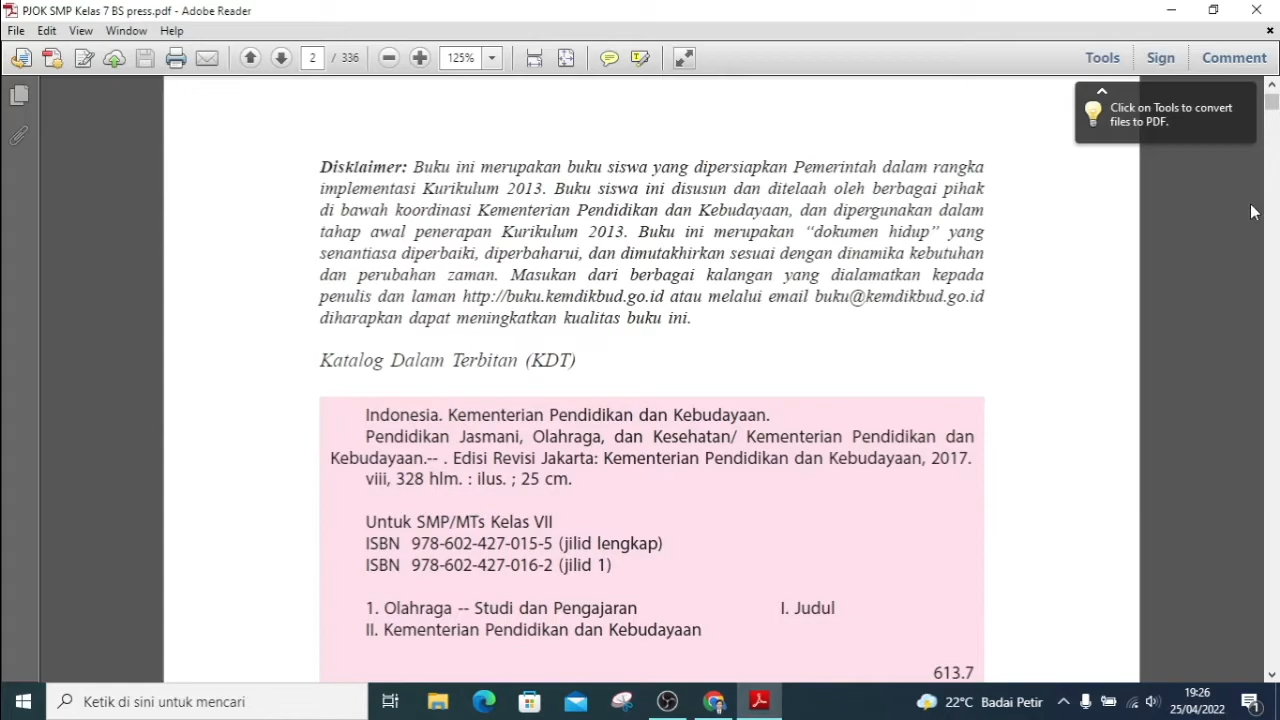 PJOK SMP Kelas 7 BS press.pdf - Adobe Reader
File Edit View Window Help
2 / 336 125% Tools Sign Comment
Click on Tools to convert
files to PDF.
Disklaimer: Buku ini merupakan buku siswa yang dipersiapkan Pemerintah dalam rangka
implementasi Kurikulum 2013. Buku siswa ini disusun dan ditelaah oleh berbagai pihak
di bawah koordinasi Kementerian Pendidikan dan Kebudayaan, dan dipergunakan dalam
tahap awal penerapan Kurikulum 2013. Buku ini merupakan “dokumen hidup” yang
senantiasa diperbaiki, diperbaharui, dan dimutakhirkan sesuai dengan dinamika kebutuhan
dan perubahan zaman. Masukan dari berbagai kalangan yang dialamatkan kepada
penulis dan laman http://buku.kemdikbud.go.id atau melalui email buku@kemdikbud.go.id
diharapkan dapat meningkatkan kualitas buku ini.
Katalog Dalam Terbitan (KDT)
Indonesia. Kementerian Pendidikan dan Kebudayaan.
Pendidikan Jasmani, Olahraga, dan Kesehatan/ Kementerian Pendidikan dan
Kebudayaan.-- . Edisi Revisi Jakarta: Kementerian Pendidikan dan Kebudayaan, 2017.
viii, 328 hlm. : ilus. ; 25 cm.
Untuk SMP/MTs Kelas VII
ISBN 978-602-427-015-5 (jilid lengkap)
ISBN 978-602-427-016-2 (jilid 1)
1. Olahraga -- Studi dan Pengajaran I. Judul
II. Kementerian Pendidikan dan Kebudayaan
613.7
Ketik di sini untuk mencari
22°C Badai Petir
19:26
25/04/2022
1